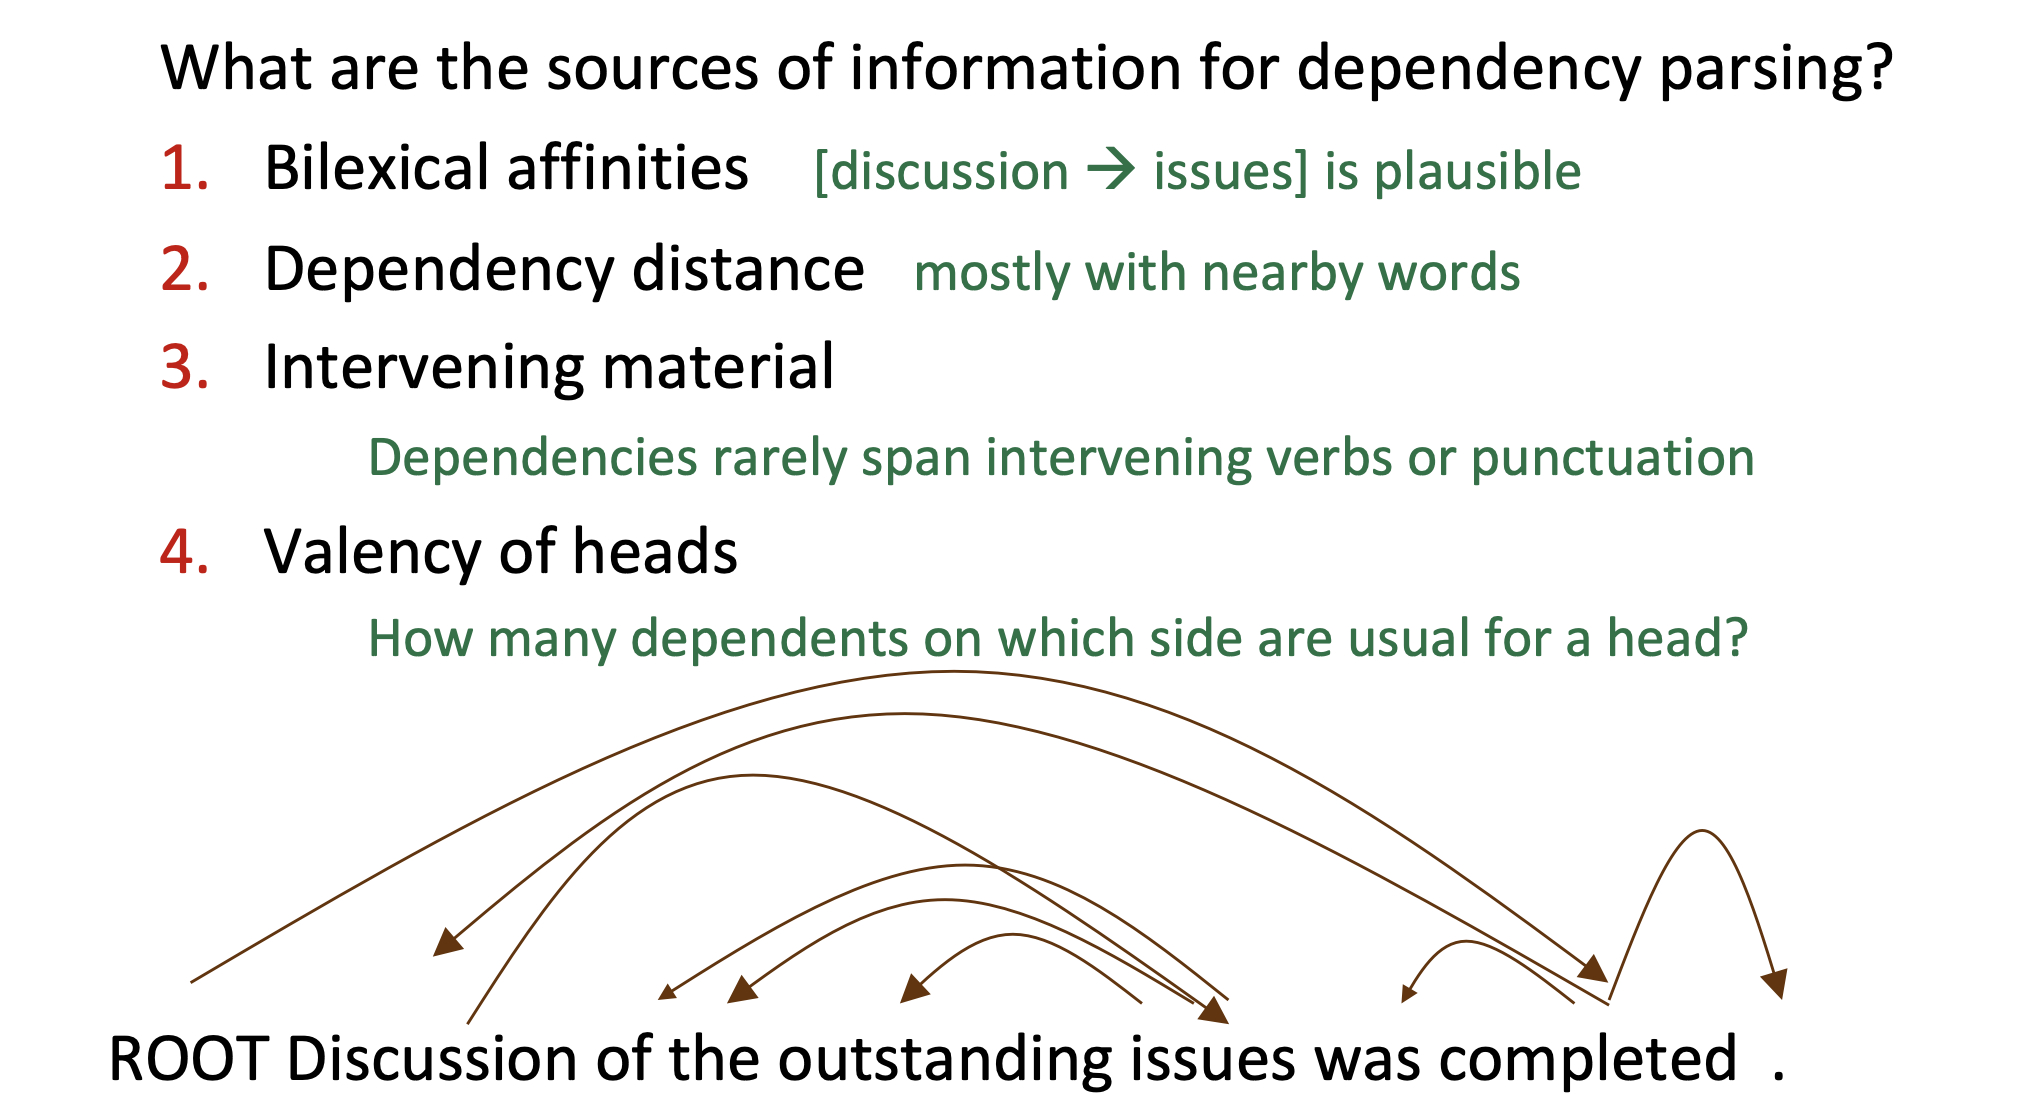 What are the sources of information for dependency parsing?
1. Bilexical affinities [discussion → issues] is plausible
2. Dependency distance mostly with nearby words
3. Intervening material
Dependencies rarely span intervening verbs or punctuation
4. Valency of heads
How many dependents on which side are usual for a head?
ROOT Discussion of the outstanding issues was completed .